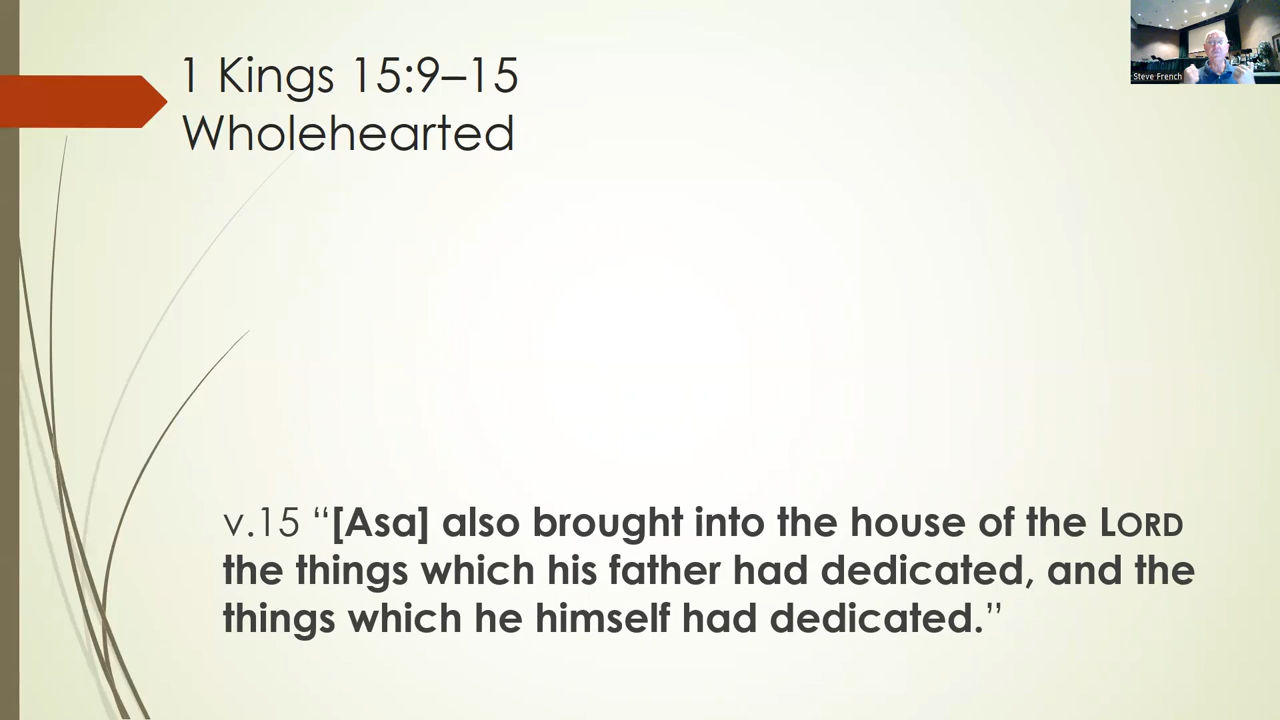 1 Kings 15:9–15
Wholehearted
Steve French
v.15 “[Asa] also brought into the house of the LORD
the things which his father had dedicated, and the
things which he himself had dedicated.”